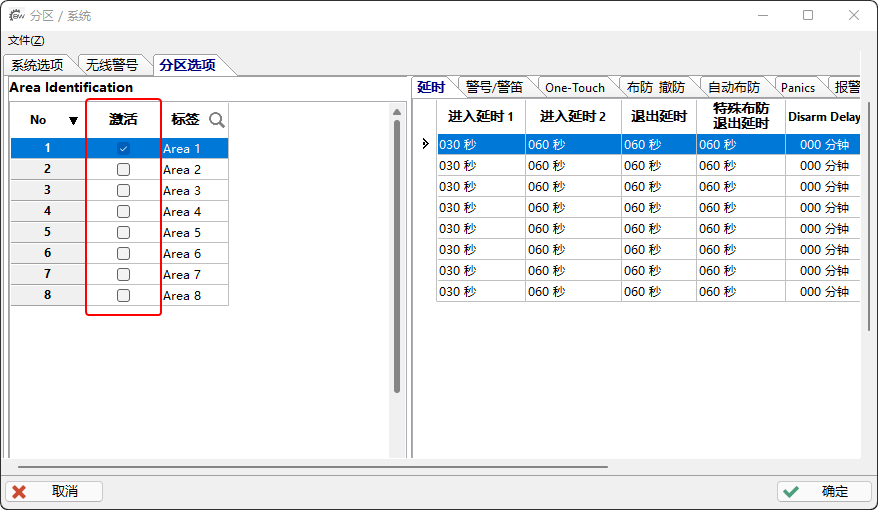 BW 分区 / 系统
文件(Z)
系统选项 无线警号 分区选项
Area Identification
No 激活 标签
1 Area 1
2 Area 2
3 Area 3
4 Area 4
5 Area 5
6 Area 6
7 Area 7
8 Area 8
延时 警号/警笛 One-Touch 布防 撤防 自动布防 Panics 报警
进入延时 1 进入延时 2 退出延时 特殊布防 Disarm Delay
退出延时
030 秒 060 秒 060 秒 060 秒 000 分钟
030 秒 060 秒 060 秒 060 秒 000 分钟
030 秒 060 秒 060 秒 060 秒 000 分钟
030 秒 060 秒 060 秒 060 秒 000 分钟
030 秒 060 秒 060 秒 060 秒 000 分钟
030 秒 060 秒 060 秒 060 秒 000 分钟
030 秒 060 秒 060 秒 060 秒 000 分钟
030 秒 060 秒 060 秒 060 秒 000 分钟
取消 确定